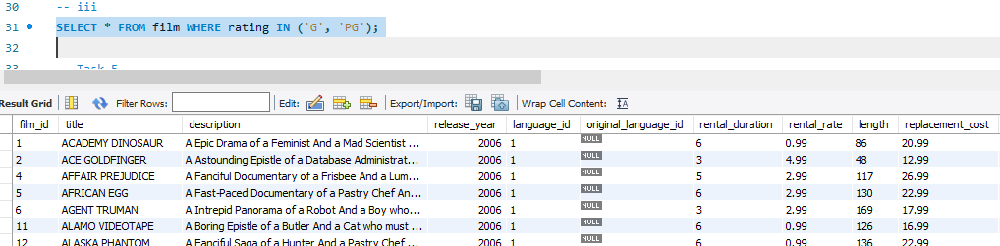 30 -- iii
31 SELECT * FROM film WHERE rating IN ('G', 'PG');
32
Result Grid Filter Rows: Edit: Export/Import: Wrap Cell Content: IA
film_id title description release_year language_id original_language_id rental_duration rental_rate length replacement_cost
1 ACADEMY DINOSAUR A Epic Drama of a Feminist And a Mad Scientist ... 2006 1 NULL 6 0.99 86 20.99
2 ACE GOLDFINGER A Astounding Epistle of a Database Administrat... 2006 1 NULL 3 4.99 48 12.99
4 AFFAIR PREJUDICE A Fanciful Documentary of a Frisbee And a Lum... 2006 1 NULL 5 2.99 117 26.99
5 AFRICAN EGG A Fast-Paced Documentary of a Pastry Chef An... 2006 1 NULL 6 2.99 130 22.99
6 AGENT TRUMAN A Intrepid Panorama of a Robot And a Boy who... 2006 1 NULL 3 2.99 169 17.99
11 ALAMO VIDEOTAPE A Boring Epistle of a Butler And a Cat who must ... 2006 1 NULL 6 0.99 126 16.99
12 ALASKA PHANTOM A Fanciful Saga of a Hunter And a Pastry Chef ... 2006 1 NULL 6 0.99 136 22.99